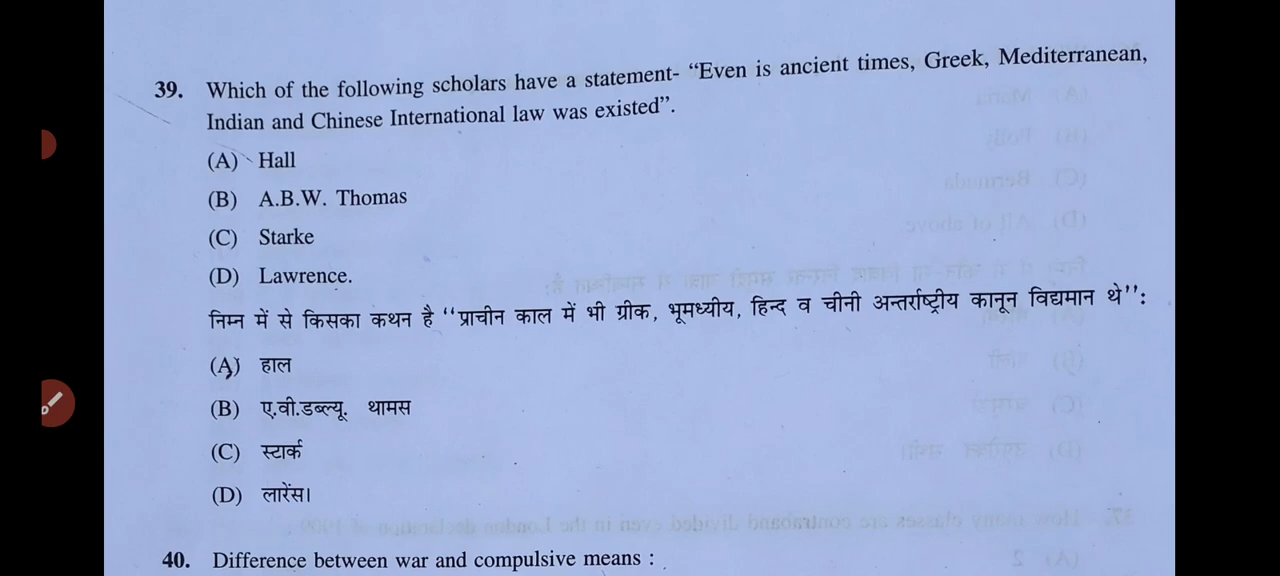 39. Which of the following scholars have a statement- “Even is ancient times, Greek, Mediterranean,
Indian and Chinese International law was existed”.
(A) Hall
(B) A.B.W. Thomas
(C) Starke
(D) Lawrence.
निम्न में से किसका कथन है ‘‘प्राचीन काल में भी ग्रीक, भूमध्यीय, हिन्द व चीनी अन्तर्राष्ट्रीय कानून विद्यमान थे’’:
(A) हाल
(B) ए.वी.डब्ल्यू. थामस
(C) स्टार्क
(D) लारेंस।
40. Difference between war and compulsive means :